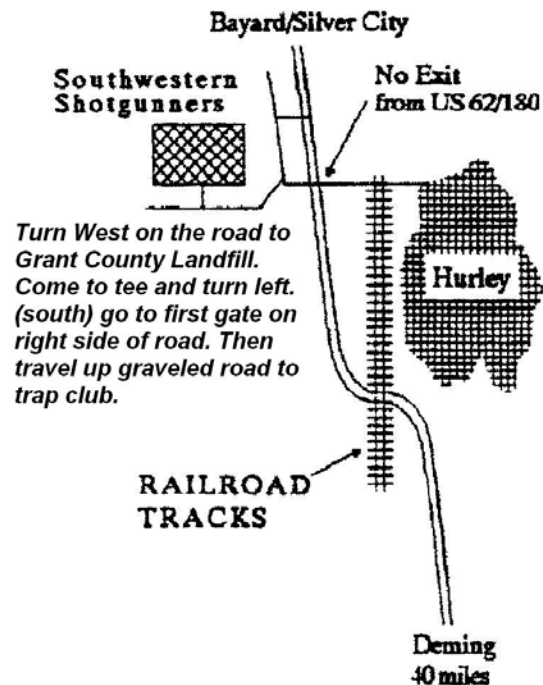 Bayard/Silver City
Southwestern
Shotgunners
No Exit
from US 62/180
Turn West on the road to
Grant County Landfill.
Come to tee and turn left.
(south) go to first gate on
right side of road. Then
travel up graveled road to
trap club.
Hurley
RAILROAD
TRACKS
Deming
40 miles